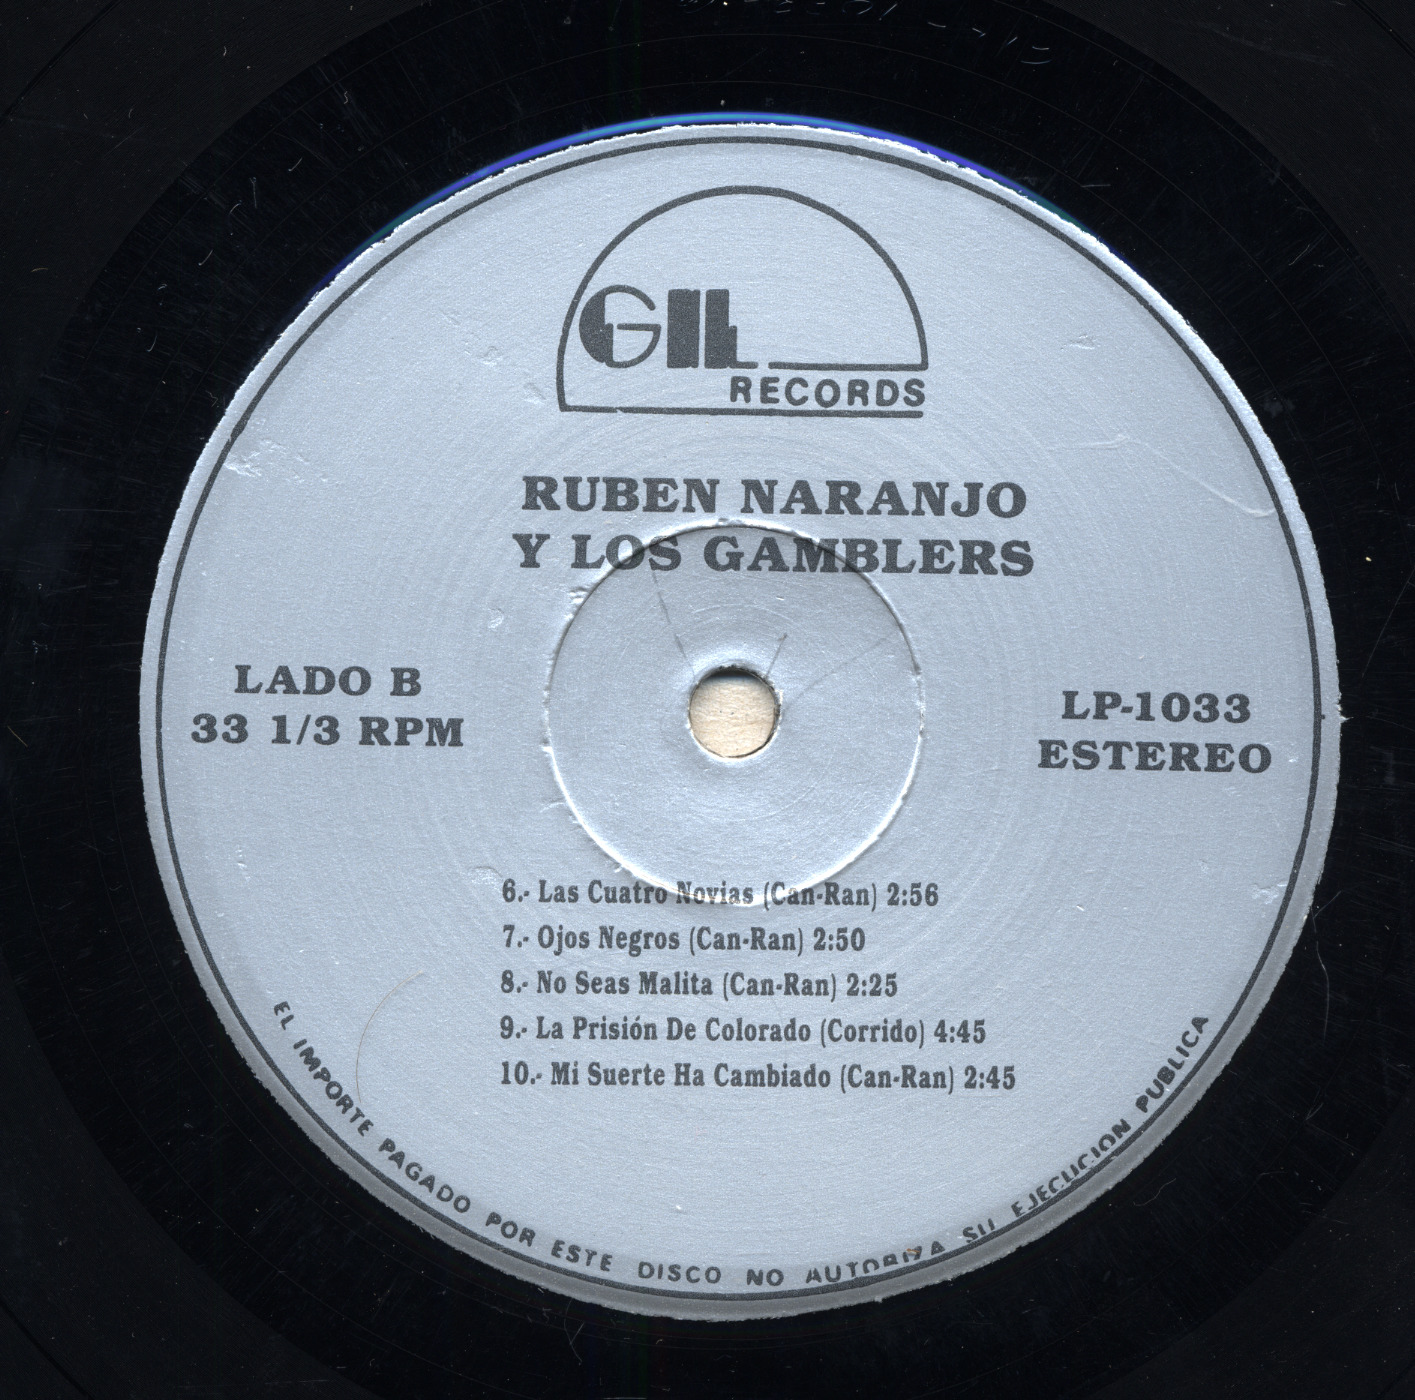 GIL
RECORDS
RUBEN NARANJO
Y LOS GAMBLERS
LADO B
33 1/3 RPM
LP-1033
ESTEREO
6.- Las Cuatro Novias (Can-Ran) 2:56
7.- Ojos Negros (Can-Ran) 2:50
8.- No Seas Malita (Can-Ran) 2:25
9.- La Prisión De Colorado (Corrido) 4:45
10.- Mi Suerte Ha Cambiado (Can-Ran) 2:45
EL IMPORTE PAGADO POR ESTE DISCO NO AUTORIZA SU EJECUCION PUBLICA